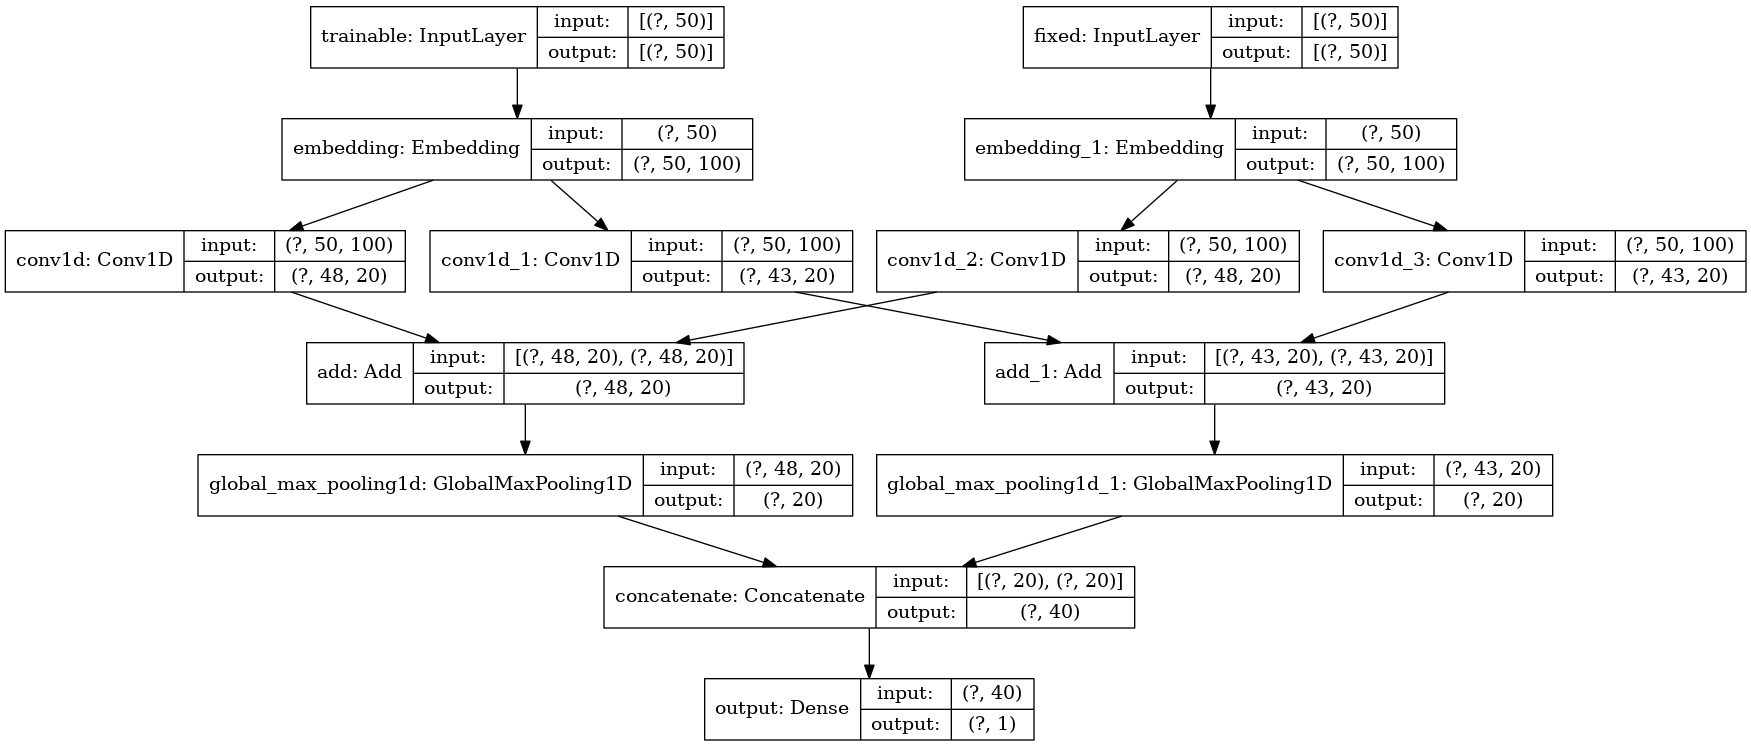 trainable: InputLayer
input:
[(?, 50)]
output:
[(?, 50)]
fixed: InputLayer
input:
[(?, 50)]
output:
[(?, 50)]
embedding: Embedding
input:
(?, 50)
output:
(?, 50, 100)
embedding_1: Embedding
input:
(?, 50)
output:
(?, 50, 100)
conv1d: Conv1D
input:
(?, 50, 100)
output:
(?, 48, 20)
conv1d_1: Conv1D
input:
(?, 50, 100)
output:
(?, 43, 20)
conv1d_2: Conv1D
input:
(?, 50, 100)
output:
(?, 48, 20)
conv1d_3: Conv1D
input:
(?, 50, 100)
output:
(?, 43, 20)
add: Add
input:
[(?, 48, 20), (?, 48, 20)]
output:
(?, 48, 20)
add_1: Add
input:
[(?, 43, 20), (?, 43, 20)]
output:
(?, 43, 20)
global_max_pooling1d: GlobalMaxPooling1D
input:
(?, 48, 20)
output:
(?, 20)
global_max_pooling1d_1: GlobalMaxPooling1D
input:
(?, 43, 20)
output:
(?, 20)
concatenate: Concatenate
input:
[(?, 20), (?, 20)]
output:
(?, 40)
output: Dense
input:
(?, 40)
output:
(?, 1)